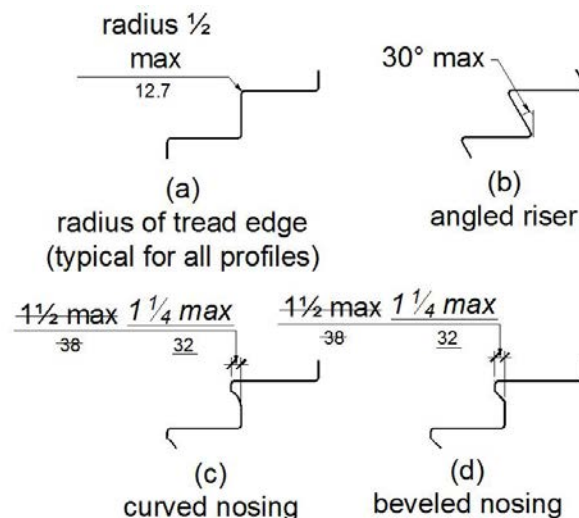 radius ½
max
12.7
(a)
radius of tread edge
(typical for all profiles)
30° max
(b)
angled riser
1½ max 1 ¼ max
38 32
(c)
curved nosing
1½ max 1 ¼ max
38 32
(d)
beveled nosing